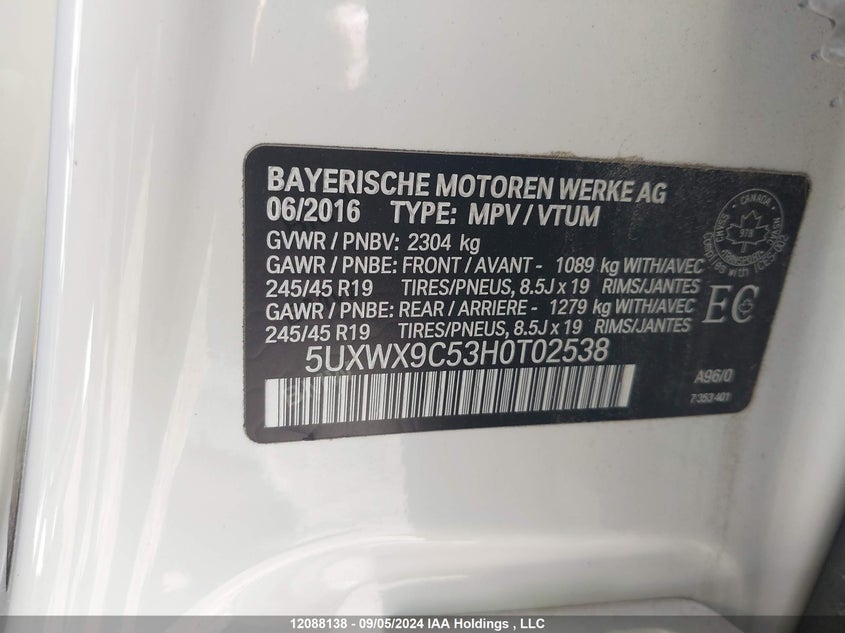 BAYERISCHE MOTOREN WERKE AG
06/2016 TYPE: MPV / VTUM
GVWR / PNBV: 2304 kg
GAWR / PNBE: FRONT / AVANT - 1089 kg WITH/AVEC
245/45 R19 TIRES/PNEUS, 8.5J x 19 RIMS/JANTES
GAWR / PNBE: REAR / ARRIERE - 1279 kg WITH/AVEC
245/45 R19 TIRES/PNEUS, 8.5J x 19 RIMS/JANTES
5UXWX9C53H0T02538
CANADA
978
TRANSPORT
EC
A96/0
7353401
12088138 - 09/05/2024 IAA Holdings , LLC